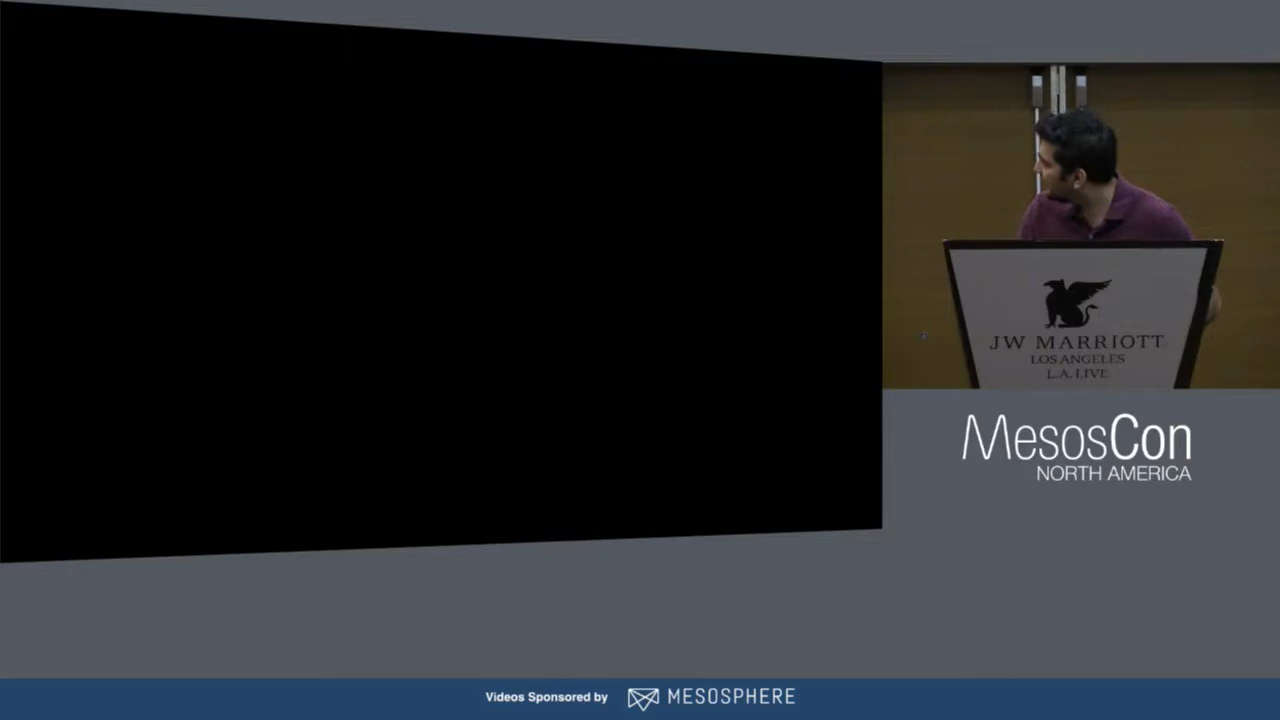 JW MARRIOTT
LOS ANGELES
L.A. LIVE
MesosCon
NORTH AMERICA
Videos Sponsored by MESOSPHERE